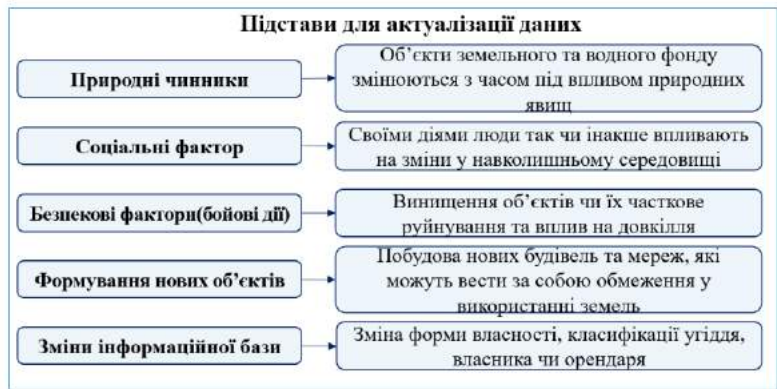 Підстави для актуалізації даних
Природні чинники
Об’єкти земельного та водного фонду
змінюються з часом під впливом природних
явищ
Соціальні фактор
Своїми діями люди так чи інакше впливають
на зміни у навколишньому середовищі
Безпекові фактори(бойові дії)
Винищення об’єктів чи їх часткове
руйнування та вплив на довкілля
Формування нових об’єктів
Побудова нових будівель та мереж, які
можуть вести за собою обмеження у
використанні земель
Зміни інформаційної бази
Зміна форми власності, класифікації угіддя,
власника чи орендаря